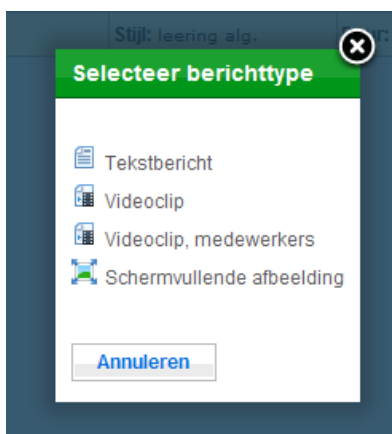 Stijl: leering alg.
Selecteer berichttype
Tekstbericht
Videoclip
Videoclip, medewerkers
Schermvullende afbeelding
Annuleren